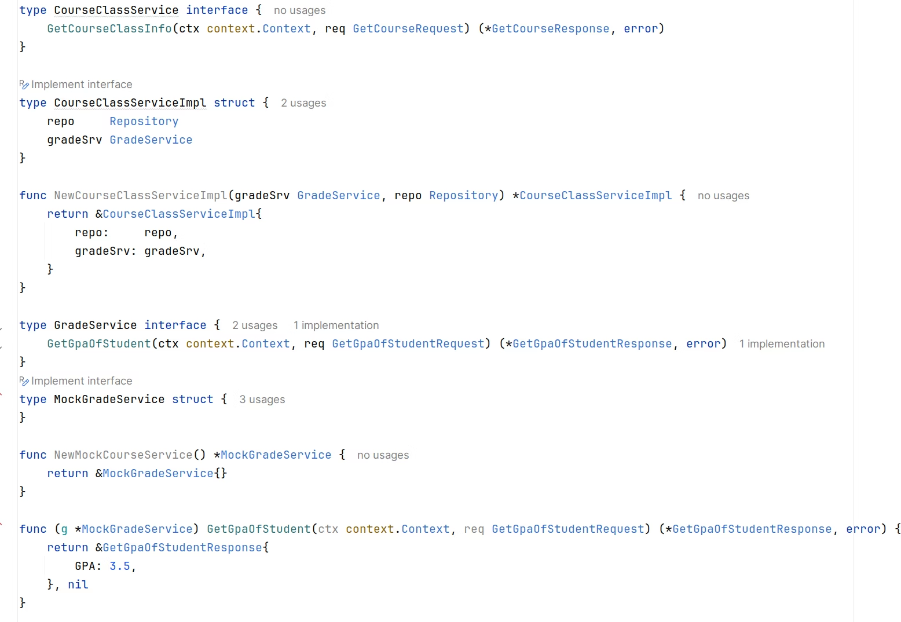 type CourseClassService interface {  no usages
    GetCourseClassInfo(ctx context.Context, req GetCourseRequest) (*GetCourseResponse, error)
}
Implement interface
type CourseClassServiceImpl struct {  2 usages
    repo     Repository
    gradeSrv GradeService
}
func NewCourseClassServiceImpl(gradeSrv GradeService, repo Repository) *CourseClassServiceImpl {  no usages
    return &CourseClassServiceImpl{
        repo:     repo,
        gradeSrv: gradeSrv,
    }
}
type GradeService interface {  2 usages  1 implementation
    GetGpaOfStudent(ctx context.Context, req GetGpaOfStudentRequest) (*GetGpaOfStudentResponse, error)  1 implementation
}
Implement interface
type MockGradeService struct {  3 usages
}
func NewMockCourseService() *MockGradeService {  no usages
    return &MockGradeService{}
}
func (g *MockGradeService) GetGpaOfStudent(ctx context.Context, req GetGpaOfStudentRequest) (*GetGpaOfStudentResponse, error) {
    return &GetGpaOfStudentResponse{
        GPA: 3.5,
    }, nil
}